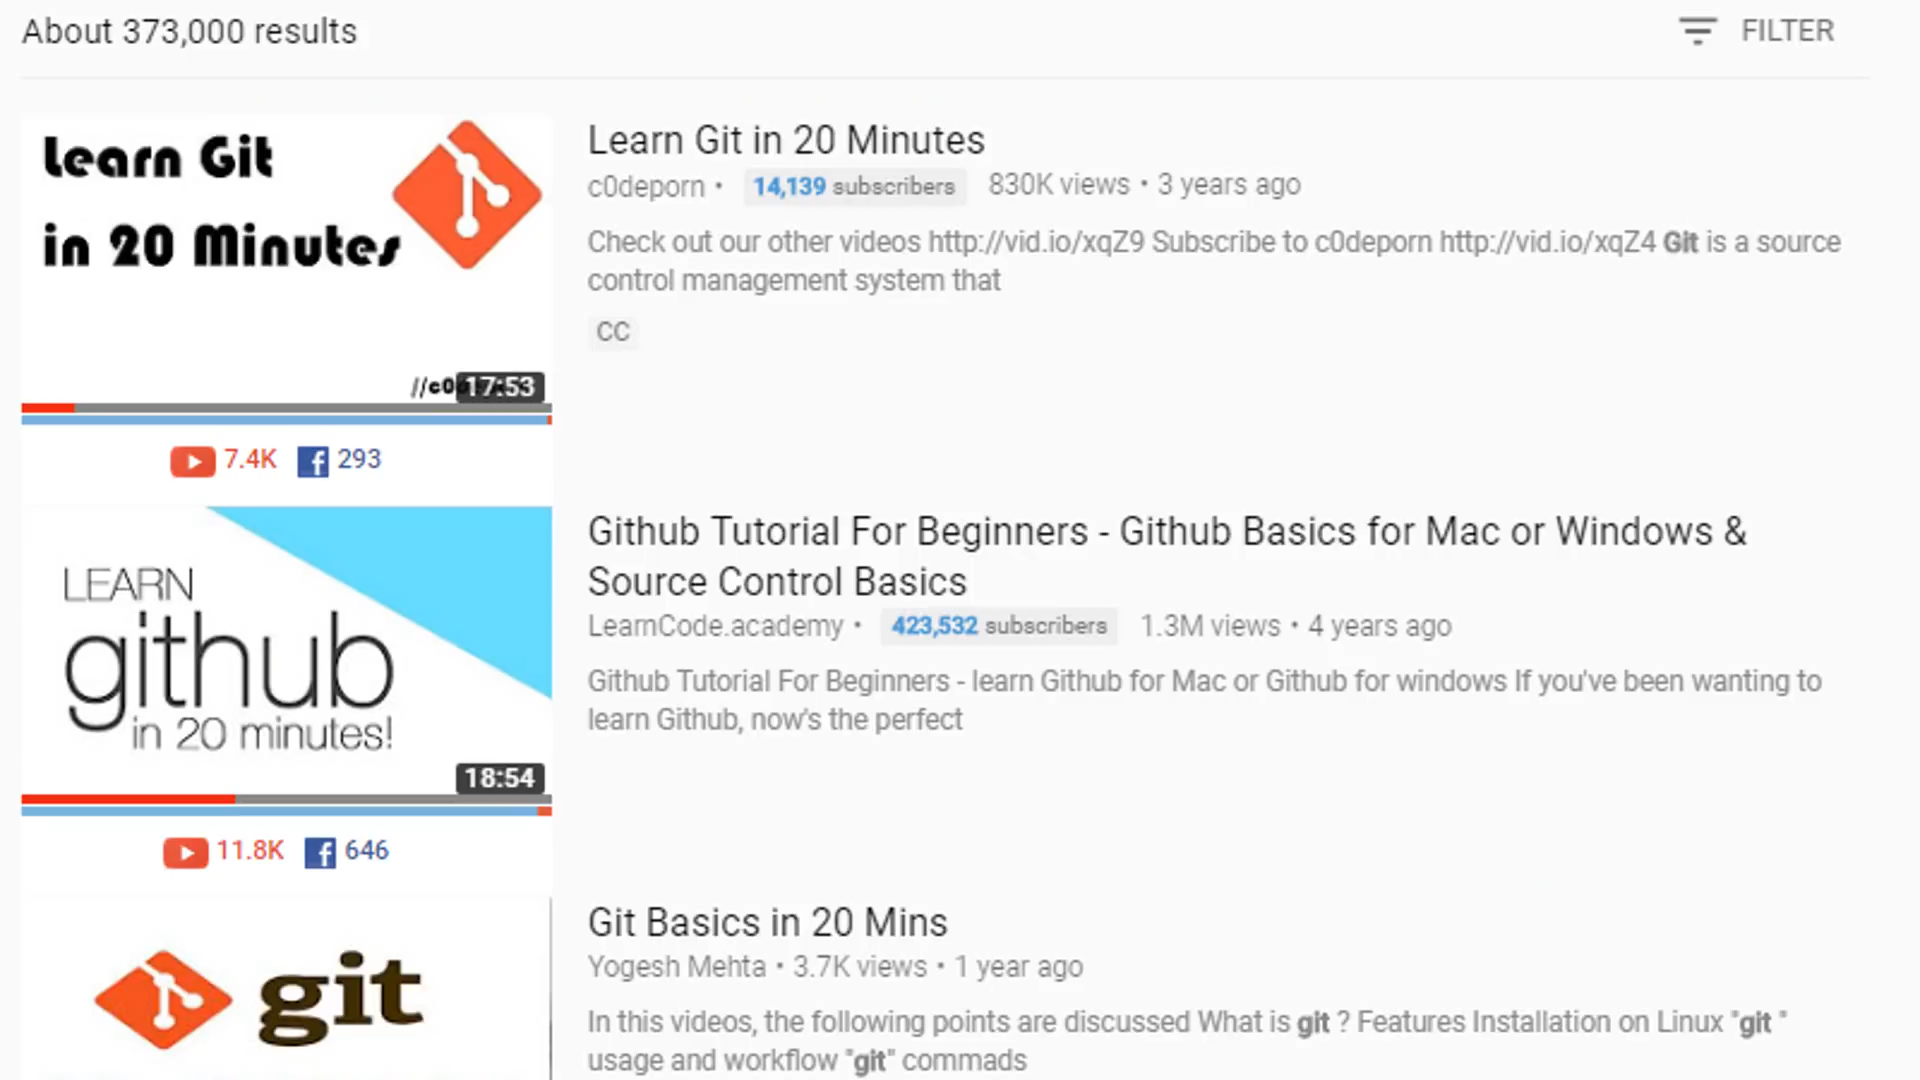 About 373,000 results
FILTER
Learn Git
in 20 Minutes
17:53
7.4K 293
Learn Git in 20 Minutes
c0deporn • 14,139 subscribers 830K views • 3 years ago
Check out our other videos http://vid.io/xqZ9 Subscribe to c0deporn http://vid.io/xqZ4 Git is a source
control management system that
CC
LEARN
github
in 20 minutes!
18:54
11.8K 646
Github Tutorial For Beginners - Github Basics for Mac or Windows &
Source Control Basics
LearnCode.academy • 423,532 subscribers 1.3M views • 4 years ago
Github Tutorial For Beginners - learn Github for Mac or Github for windows If you've been wanting to
learn Github, now's the perfect
git
Git Basics in 20 Mins
Yogesh Mehta • 3.7K views • 1 year ago
In this videos, the following points are discussed What is git ? Features Installation on Linux "git "
usage and workflow "git" commads